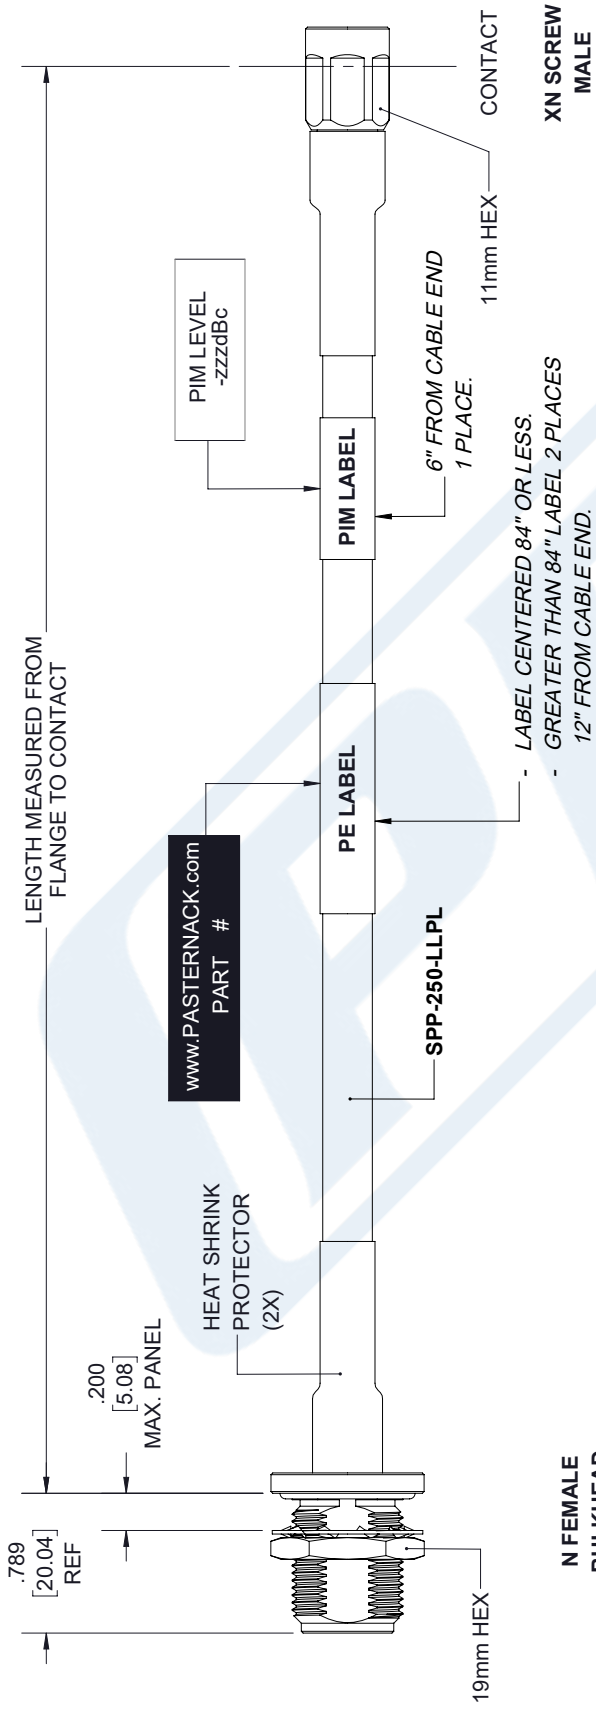 LENGTH MEASURED FROM
FLANGE TO CONTACT
.789
[20.04]
REF
.200
[5.08]
MAX. PANEL
HEAT SHRINK
PROTECTOR
(2X)
www.PASTERNACK.com
PART #
PIM LEVEL
-zzzdBc
PE LABEL
PIM LABEL
SPP-250-LLPL
6" FROM CABLE END
1 PLACE.
- LABEL CENTERED 84" OR LESS.
- GREATER THAN 84" LABEL 2 PLACES
12" FROM CABLE END.
19mm HEX
11mm HEX
CONTACT
N FEMALE
BULKHEAD
XN SCREW
MALE